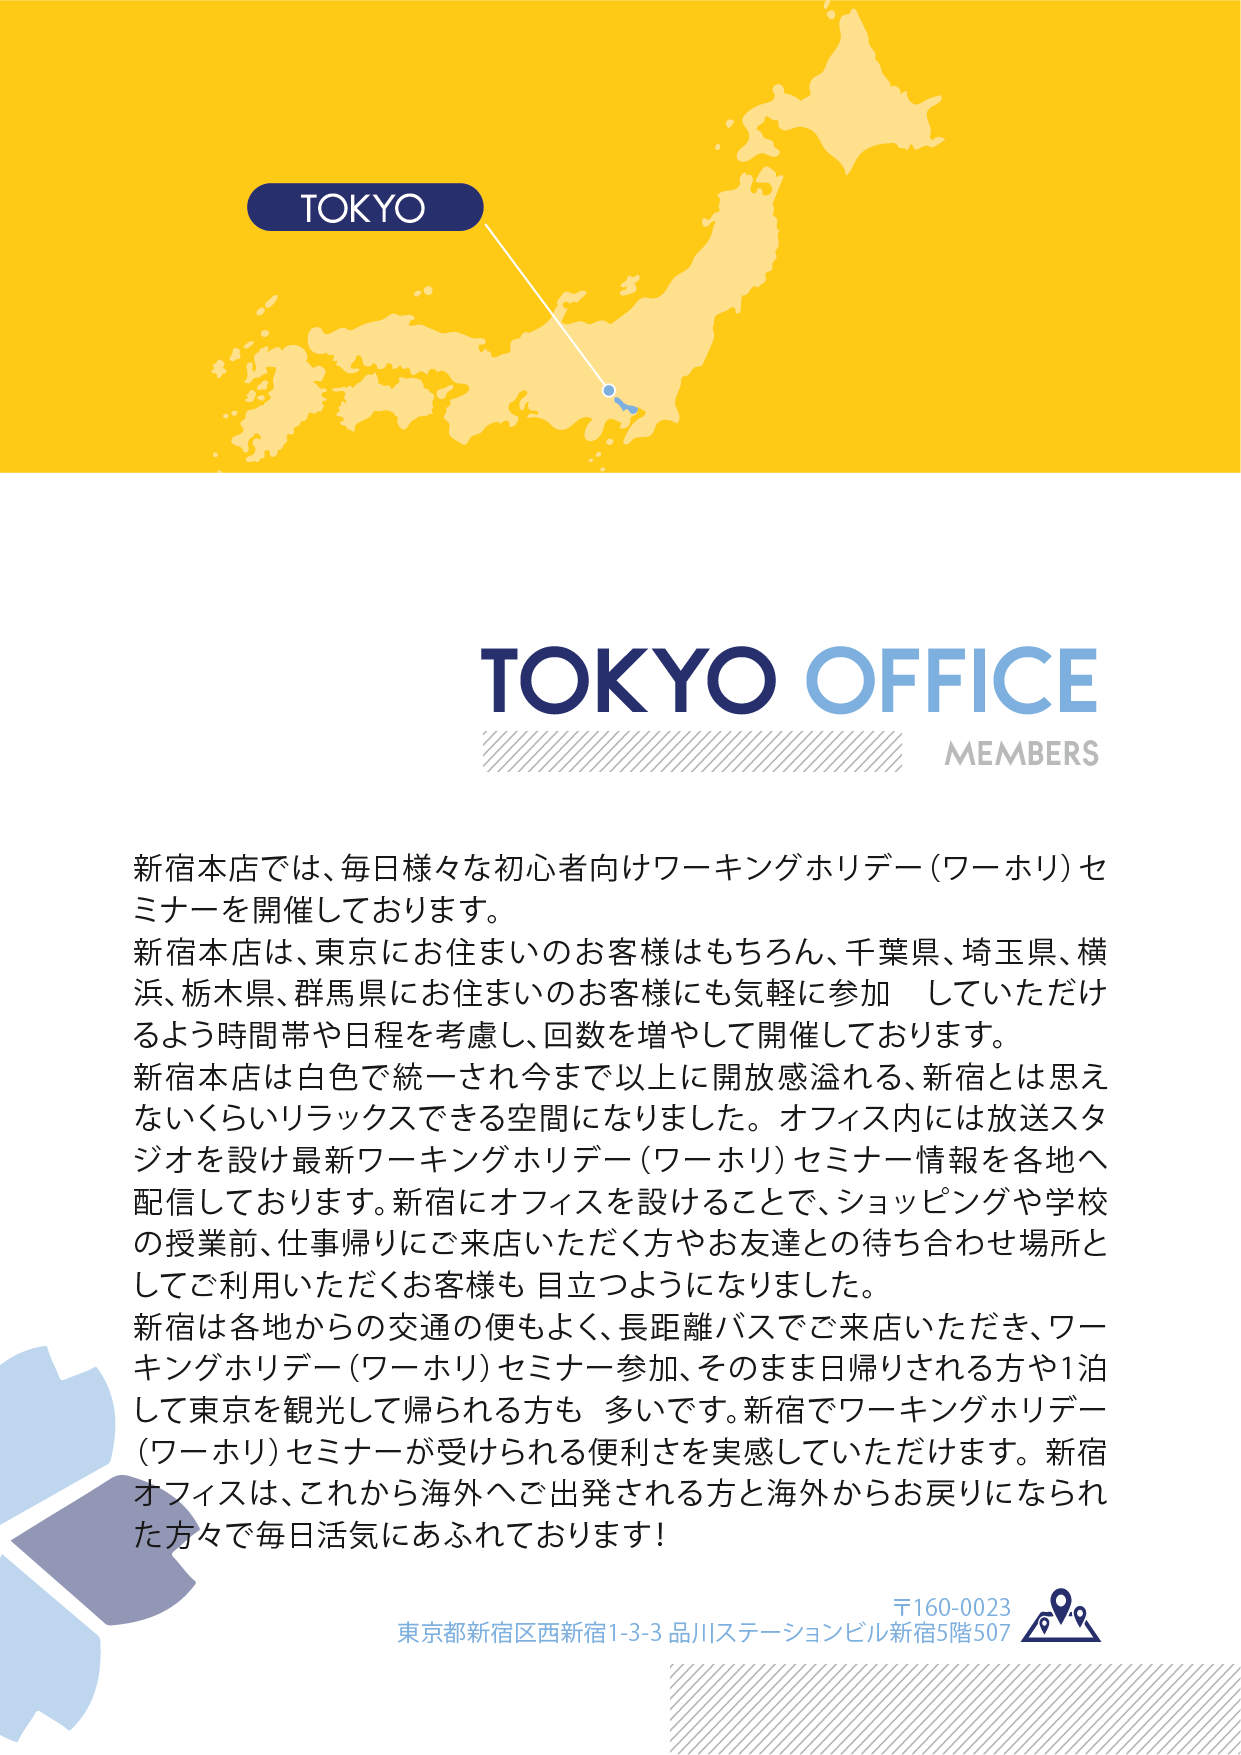 TOKYO
TOKYO OFFICE
MEMBERS
新宿本店では、毎日様々な初心者向けワーキングホリデー（ワーホリ）セ
ミナーを開催しております。
新宿本店は、東京にお住まいのお客様はもちろん、千葉県、埼玉県、横
浜、栃木県、群馬県にお住まいのお客様にも気軽に参加　していただけ
るよう時間帯や日程を考慮し、回数を増やして開催しております。
新宿本店は白色で統一され今まで以上に開放感溢れる、新宿とは思え
ないくらいリラックスできる空間になりました。オフィス内には放送スタ
ジオを設け最新ワーキングホリデー（ワーホリ）セミナー情報を各地へ
配信しております。新宿にオフィスを設けることで、ショッピングや学校
の授業前、仕事帰りにご来店いただく方やお友達との待ち合わせ場所と
してご利用いただくお客様も 目立つようになりました。
新宿は各地からの交通の便もよく、長距離バスでご来店いただき、ワー
キングホリデー（ワーホリ）セミナー参加、そのまま日帰りされる方や1泊
して東京を観光して帰られる方も 多いです。新宿でワーキングホリデー
（ワーホリ）セミナーが受けられる便利さを実感していただけます。新宿
オフィスは、これから海外へご出発される方と海外からお戻りになられ
た方々で毎日活気にあふれております！
〒160-0023
東京都新宿区西新宿1-3-3 品川ステーションビル新宿5階507